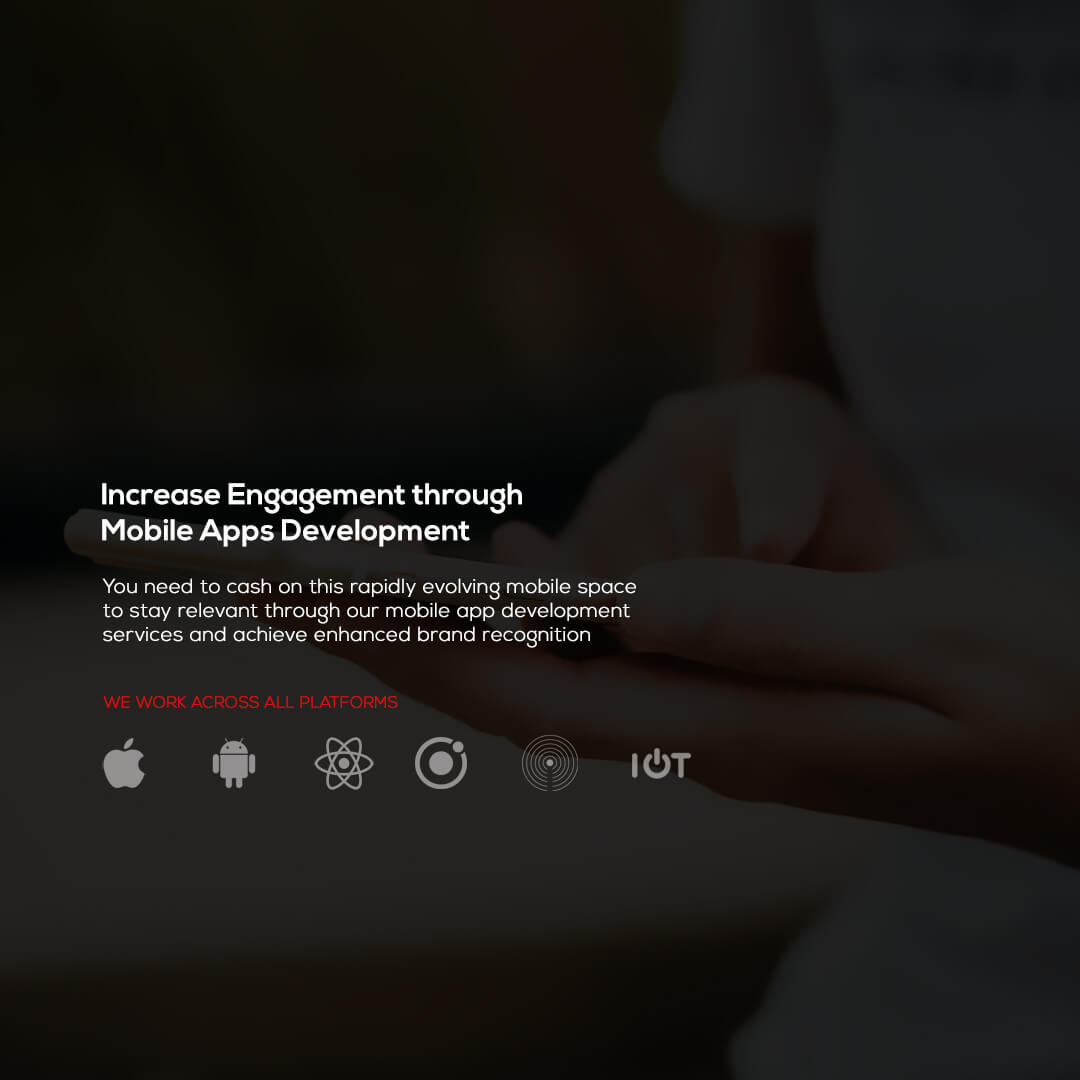 Increase Engagement through
Mobile Apps Development
You need to cash on this rapidly evolving mobile space
to stay relevant through our mobile app development
services and achieve enhanced brand recognition
WE WORK ACROSS ALL PLATFORMS
IOT